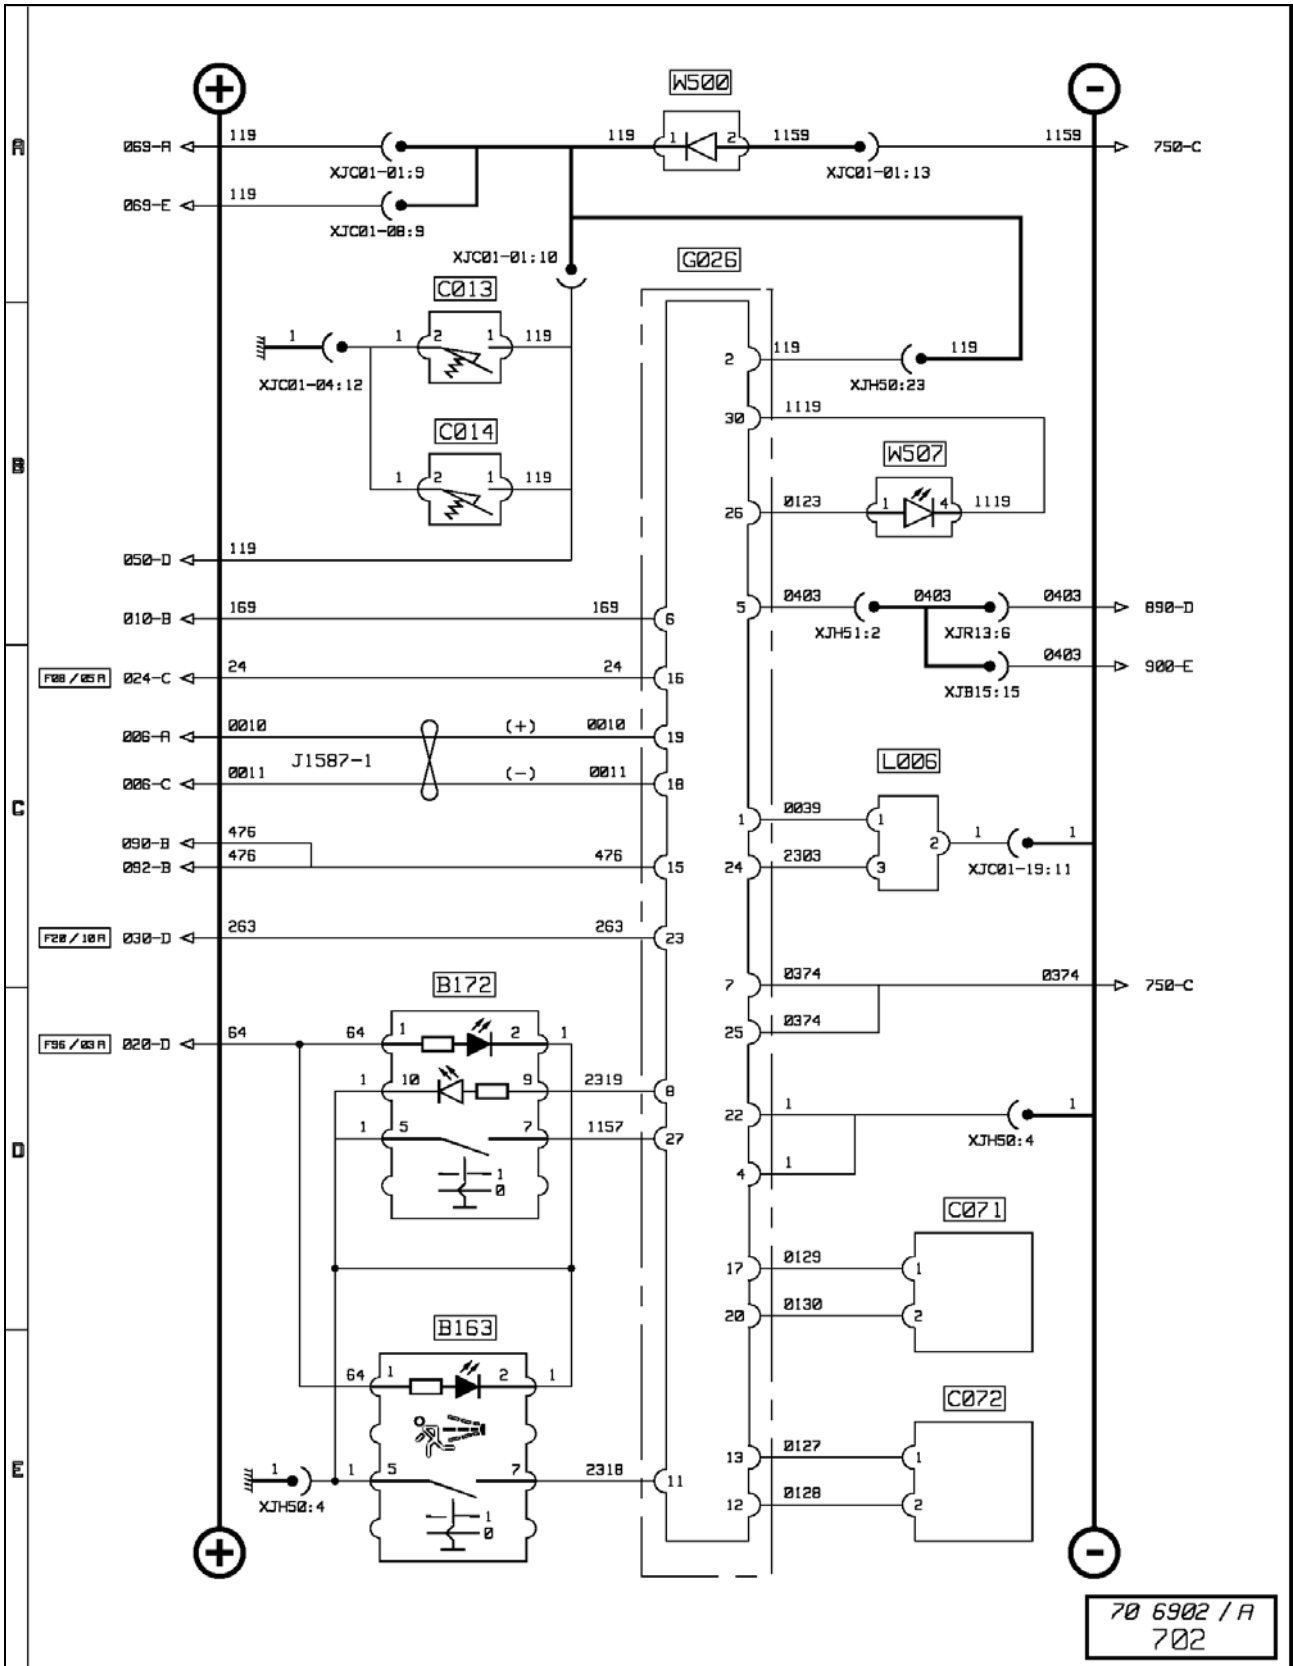 W500
A
069-A 119 119 1 2 1159 1159 750-C
XJC01-01:9 XJC01-01:13
069-E 119
XJC01-08:9
XJC01-01:10 G026
C013
1 1 2 1 119 2 119 119
XJC01-04:12 XJH50:23
30 1119
C014
B
W507
1 2 1 119 26 0123 1 4 1119
050-D 119
010-B 169 169 6 5 0403 0403 0403 890-D
XJH51:2 XJR13:6
F08/05A 024-C 24 24 16 0403 900-E
XJB15:15
006-A 0010 (+) 0010 19
J1587-1
L006
006-C 0011 (-) 0011 18
C
1 0039 1
090-B 476
2 1 1
092-B 476 476 15 24 2303 3
XJC01-19:11
F28/10A 030-D 263 263 23
B172 7 0374 0374 750-C
F96/03A 020-D 64 64 1 2 1 25 0374
1 10 9 2319 8
22 1 1
D
1 5 7 1157 27 XJH50:4
1
0
4 1
C071
17 0129 1
20 0130 2
B163
64 1 2 1
C072
13 0127 1
E
1 1 5 7 2318 11
XJH50:4
12 0128 2
1
0
70 6902 / A
702